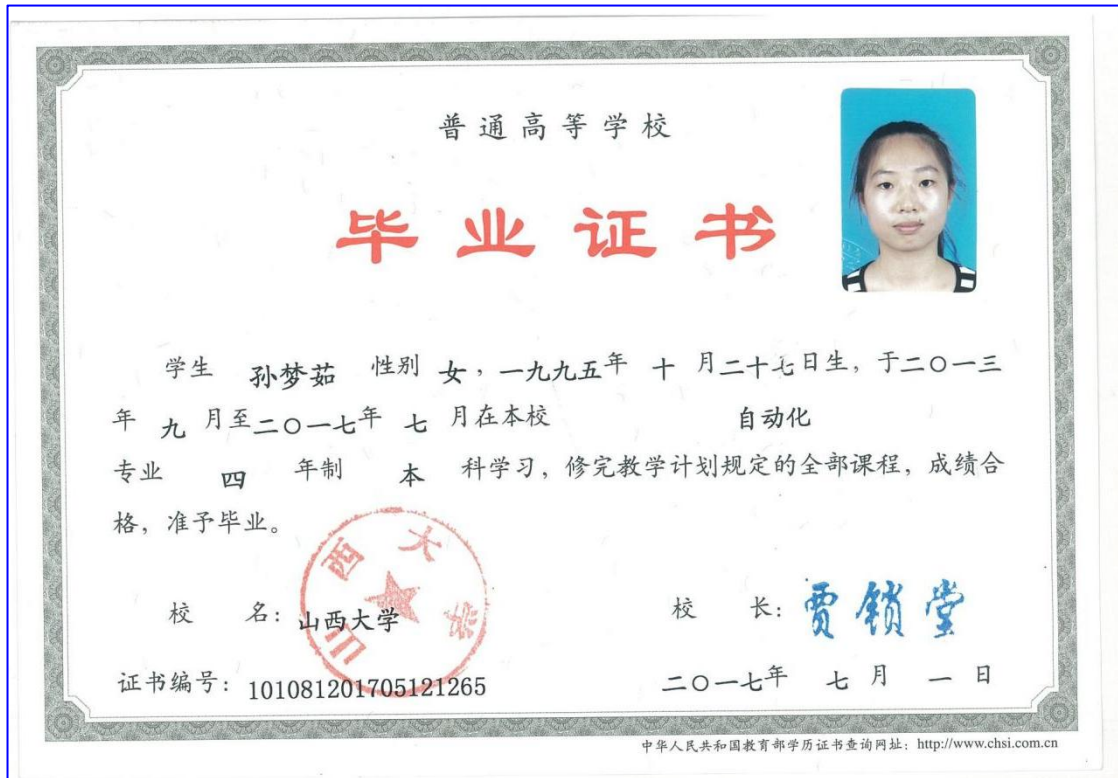 普通高等学校
毕业证书
学生 孙梦茹 性别 女，一九九五年 十 月二十七日生，于二〇一三
年 九 月至二〇一七年 七 月在本校 自动化
专业 四 年制 本 科学习，修完教学计划规定的全部课程，成绩合
格，准予毕业。
山西大学
校 名：山西大学 校 长：贾锁堂
证书编号：101081201705121265 二〇一七年 七 月 一 日
中华人民共和国教育部学历证书查询网址：http://www.chsi.com.cn